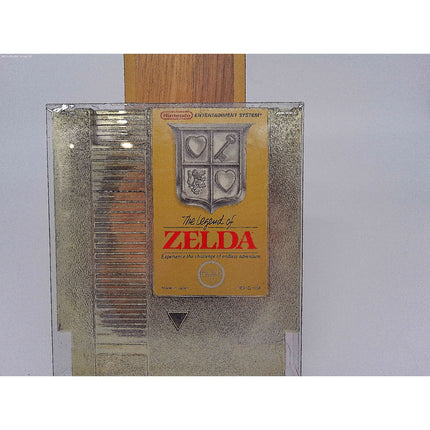 Nintendo ENTERTAINMENT SYSTEM®
The Legend of
ZELDA
Experience the challenge of endless adventure.